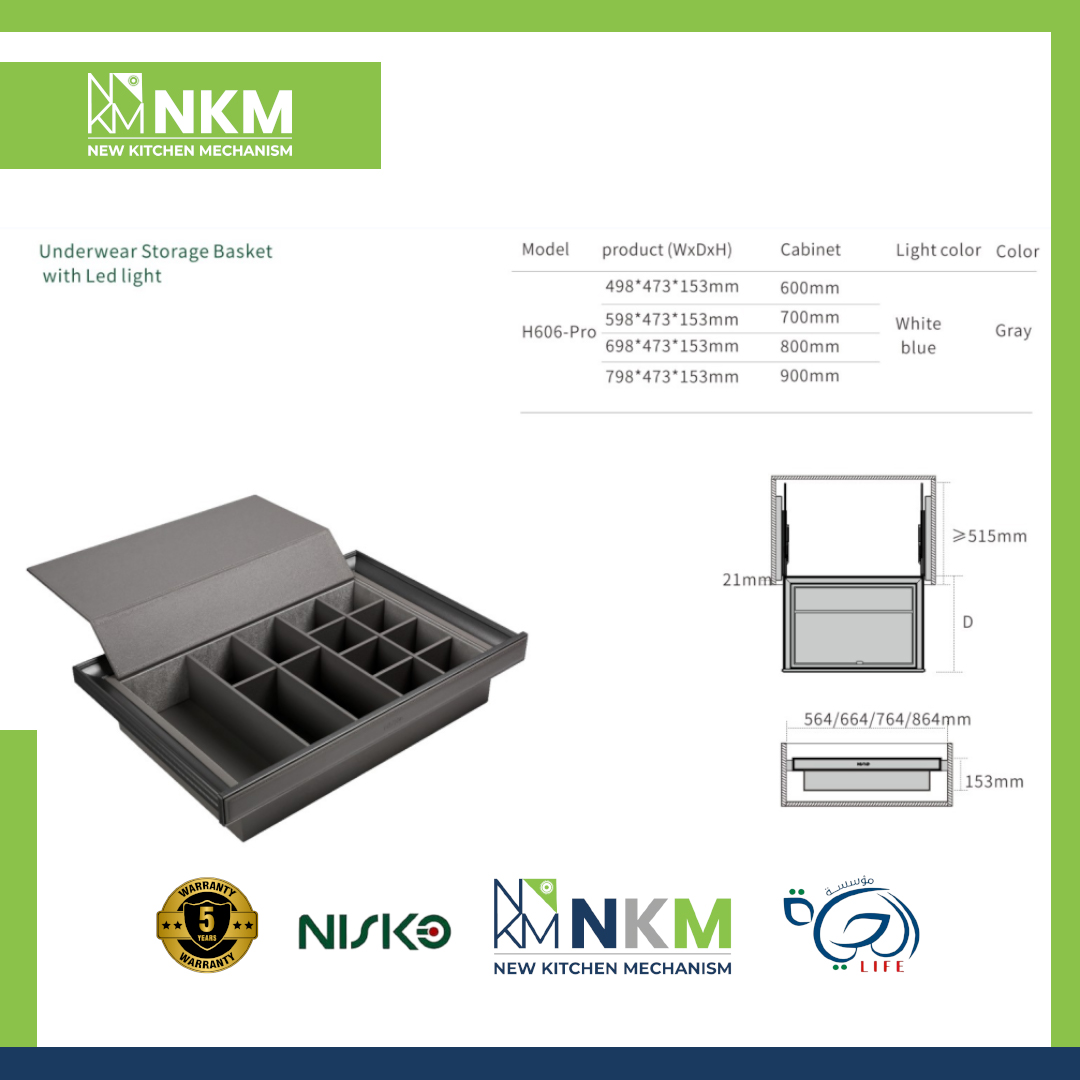 NKM
NEW KITCHEN MECHANISM
Underwear Storage Basket
with Led light
Model product (WxDxH) Cabinet Light color Color
498*473*153mm 600mm
H606-Pro 598*473*153mm 700mm White Gray
698*473*153mm 800mm blue
798*473*153mm 900mm
≥515mm
21mm
D
564/664/764/864mm
153mm
WARRANTY
5
YEARS
WARRANTY
NISKO
NKM
NEW KITCHEN MECHANISM
مؤسسة
LIFE